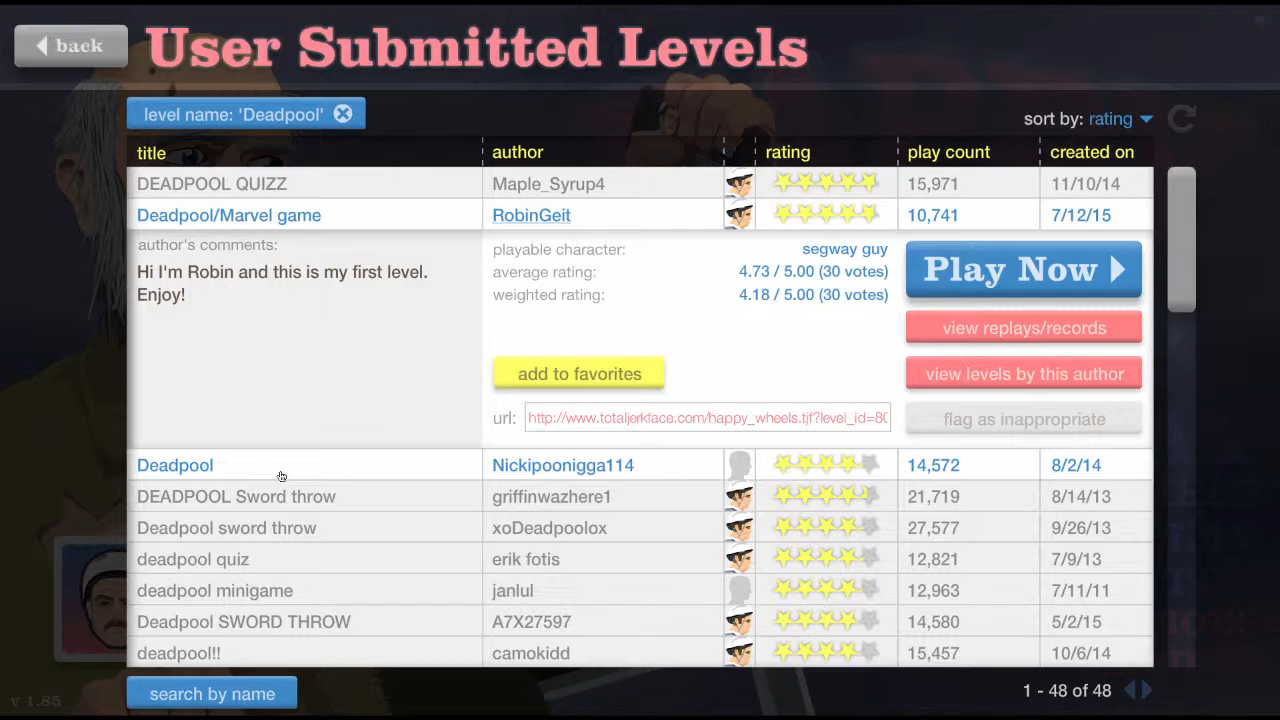 back
User Submitted Levels
level name: 'Deadpool'
sort by: rating
title author rating play count created on
DEADPOOL QUIZZ Maple_Syrup4 15,971 11/10/14
Deadpool/Marvel game RobinGeit 10,741 7/12/15
author's comments:
Hi I'm Robin and this is my first level.
Enjoy!
playable character: segway guy
average rating: 4.73 / 5.00 (30 votes)
weighted rating: 4.18 / 5.00 (30 votes)
add to favorites
url: http://www.totaljerkface.com/happy_wheels.tjf?level_id=8(
Play Now
view replays/records
view levels by this author
flag as inappropriate
Deadpool Nickipoonigga114 14,572 8/2/14
DEADPOOL Sword throw griffinwazhere1 21,719 8/14/13
Deadpool sword throw xoDeadpoolox 27,577 9/26/13
deadpool quiz erik fotis 12,821 7/9/13
deadpool minigame janlul 12,963 7/11/11
Deadpool SWORD THROW A7X27597 14,580 5/2/15
deadpool!! camokidd 15,457 10/6/14
search by name
1 - 48 of 48
v 1.85